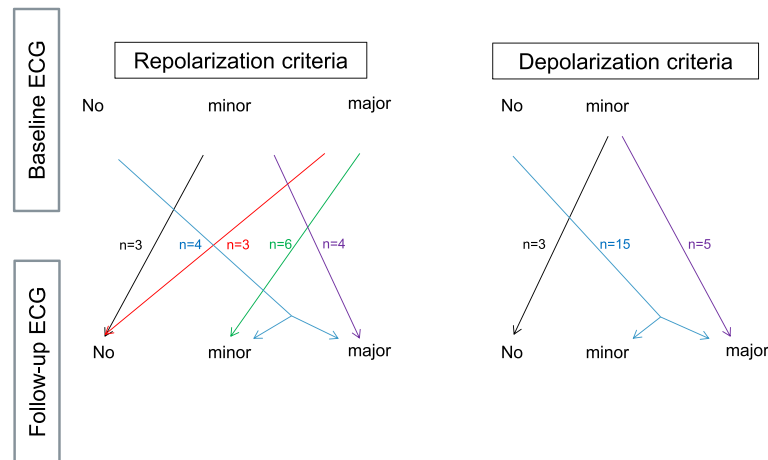 Baseline ECG
Repolarization criteria
Depolarization criteria
No minor major
No minor
n=3 n=4 n=3 n=6 n=4
n=3 n=15 n=5
Follow-up ECG
No minor major
No minor major